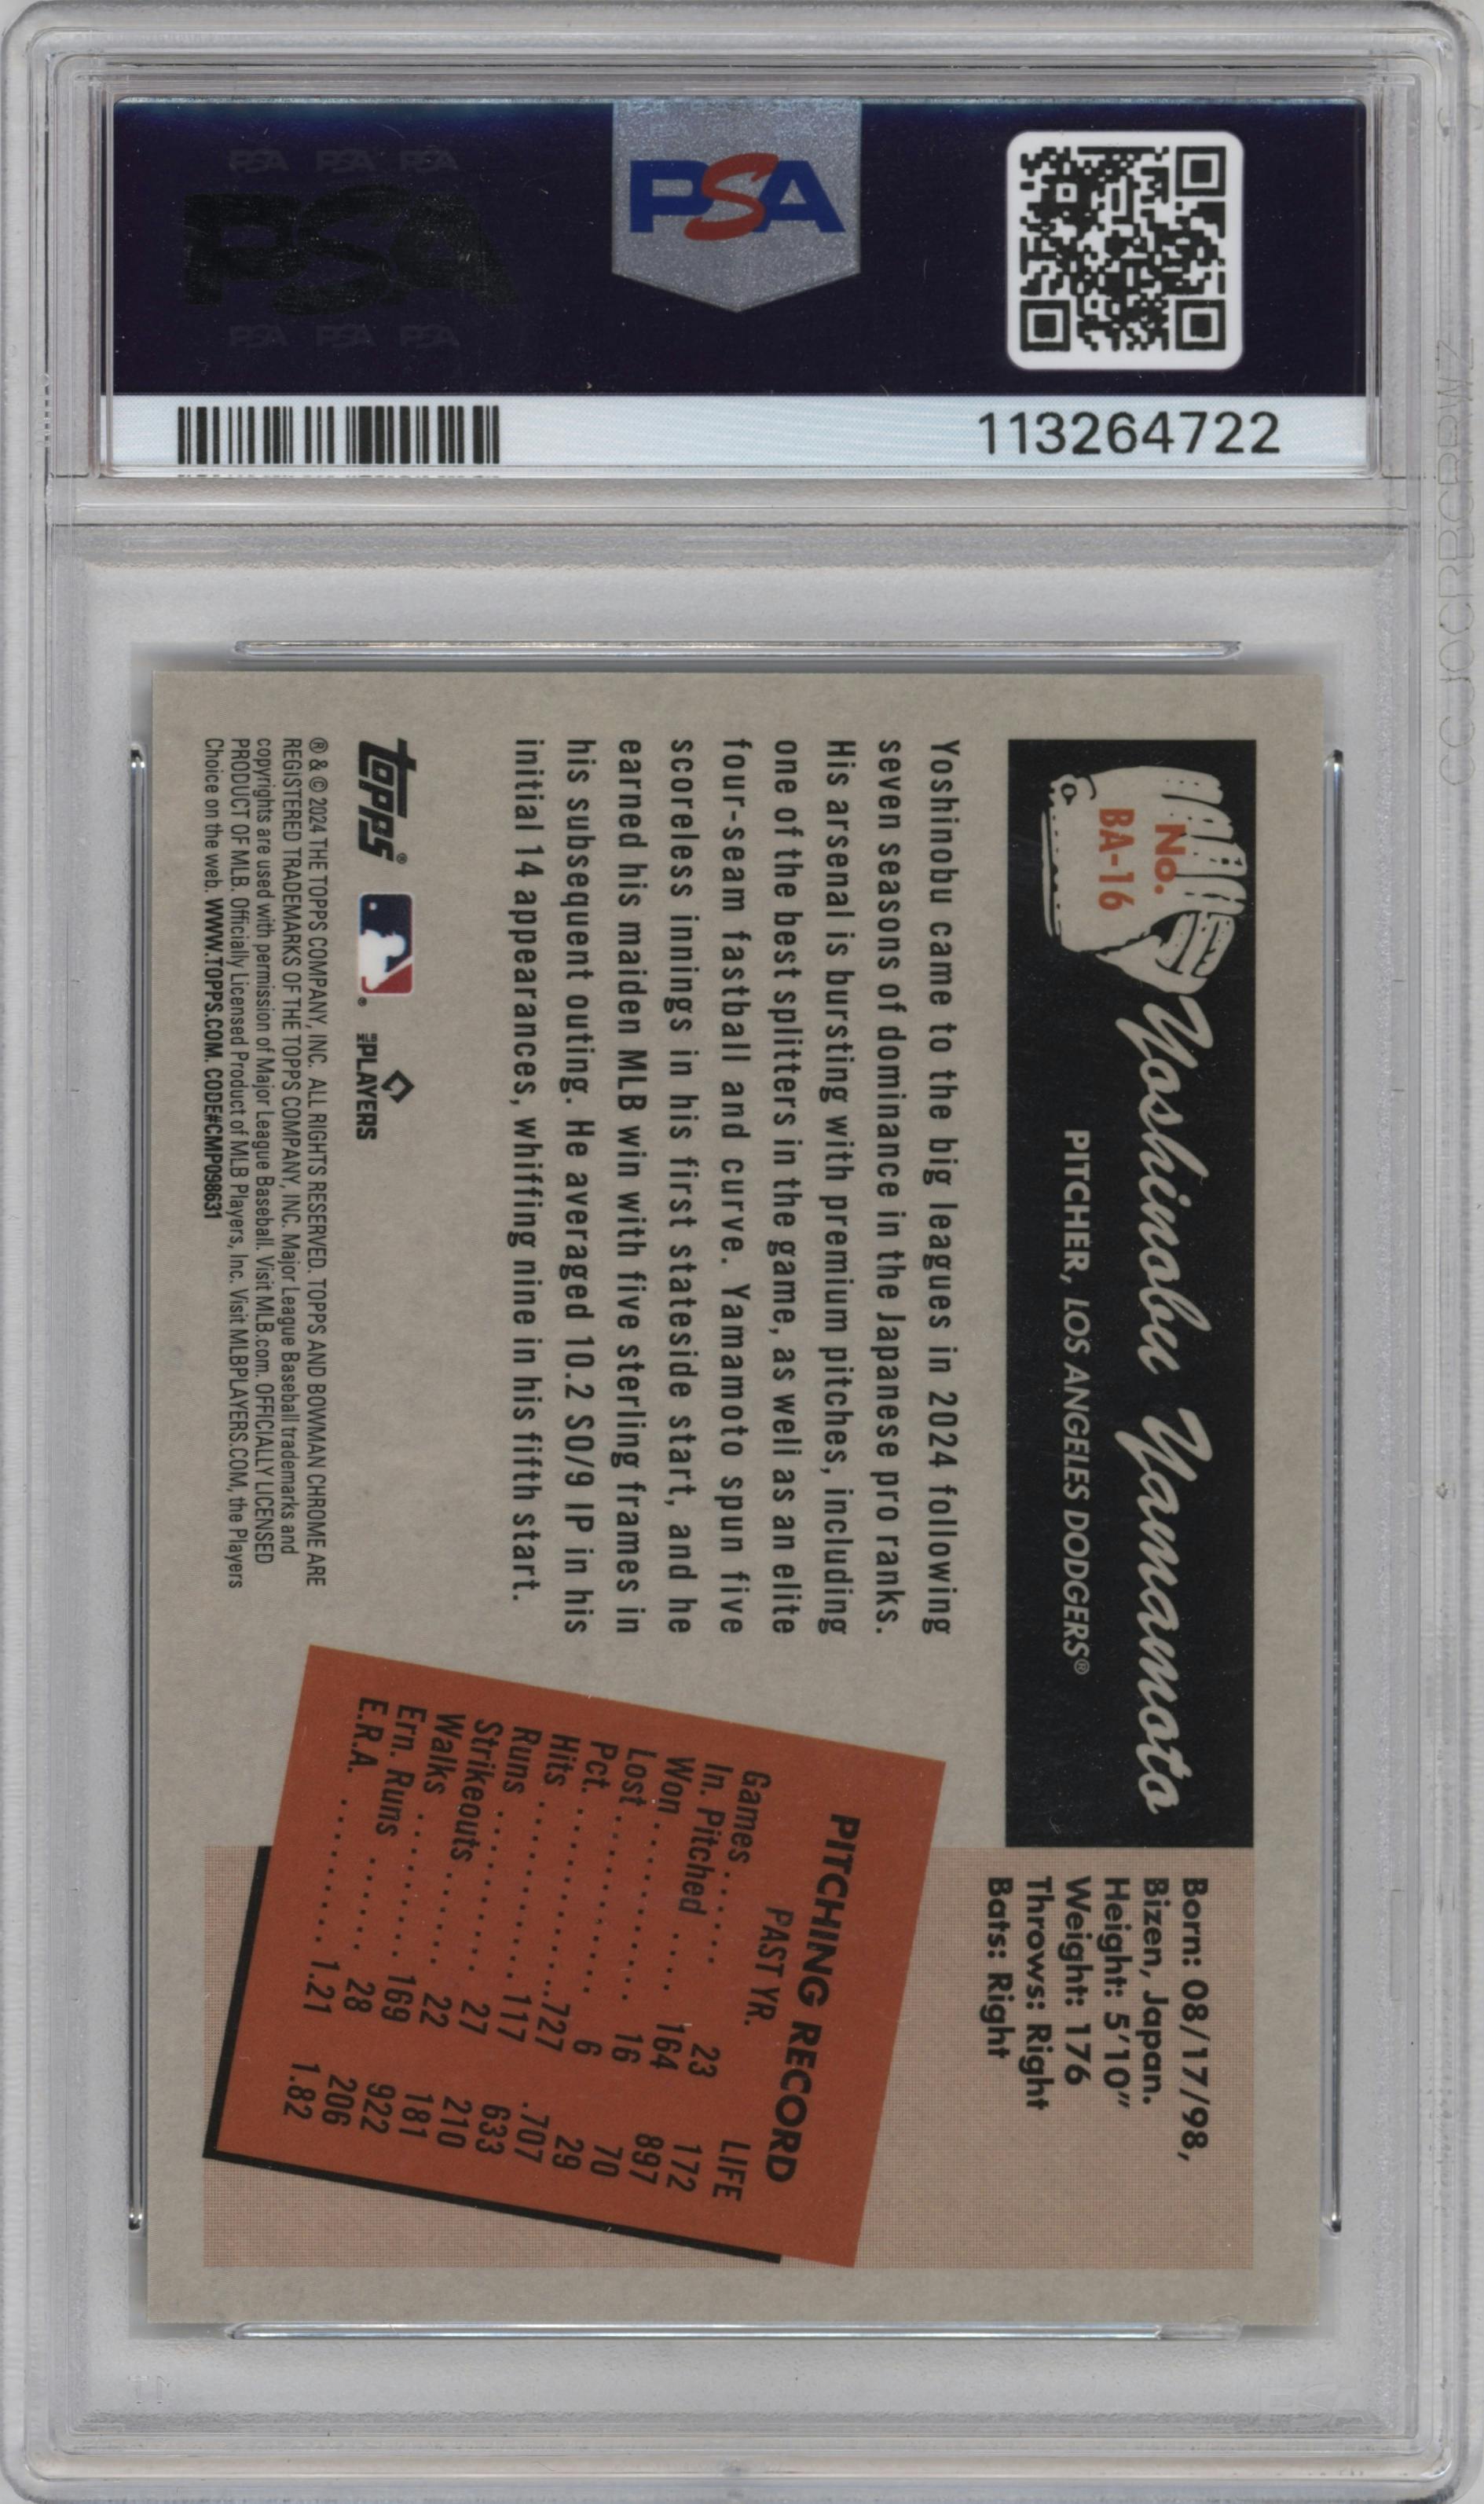 PSA PSA PSA
PSA
PSA PSA PSA
PSA
113264722
No.
BA-16
Yoshinobu Yamamoto
PITCHER, LOS ANGELES DODGERS®
Born: 08/17/98,
Bizen, Japan.
Height: 5'10"
Weight: 176
Throws: Right
Bats: Right
Yoshinobu came to the big leagues in 2024 following
seven seasons of dominance in the Japanese pro ranks.
His arsenal is bursting with premium pitches, including
one of the best splitters in the game, as well as an elite
four-seam fastball and curve. Yamamoto spun five
scoreless innings in his first stateside start, and he
earned his maiden MLB win with five sterling frames in
his subsequent outing. He averaged 10.2 SO/9 IP in his
initial 14 appearances, whiffing nine in his fifth start.
PITCHING RECORD
PAST YR. LIFE
Games ...... 23 172
In. Pitched .... 164 897
Won .......... 16 70
Lost .......... 6 29
Pct. .......... .727 .707
Hits .......... 117 633
Runs .......... 27 210
Walks .......... 22 181
Strikeouts ...... 169 922
Ern. Runs ...... 28 206
E.R.A. .......... 1.21 1.82
topps® ® MLB PLAYERS
® & © 2024 THE TOPPS COMPANY, INC. ALL RIGHTS RESERVED. TOPPS AND BOWMAN CHROME ARE
REGISTERED TRADEMARKS OF THE TOPPS COMPANY, INC. Major League Baseball trademarks and
copyrights are used with permission of Major League Baseball. Visit MLB.com. OFFICIALLY LICENSED
PRODUCT OF MLB. Officially Licensed Product of MLB Players, Inc. Visit MLBPLAYERS.COM, the Players
Choice on the web. WWW.TOPPS.COM. CODE#CMP098631